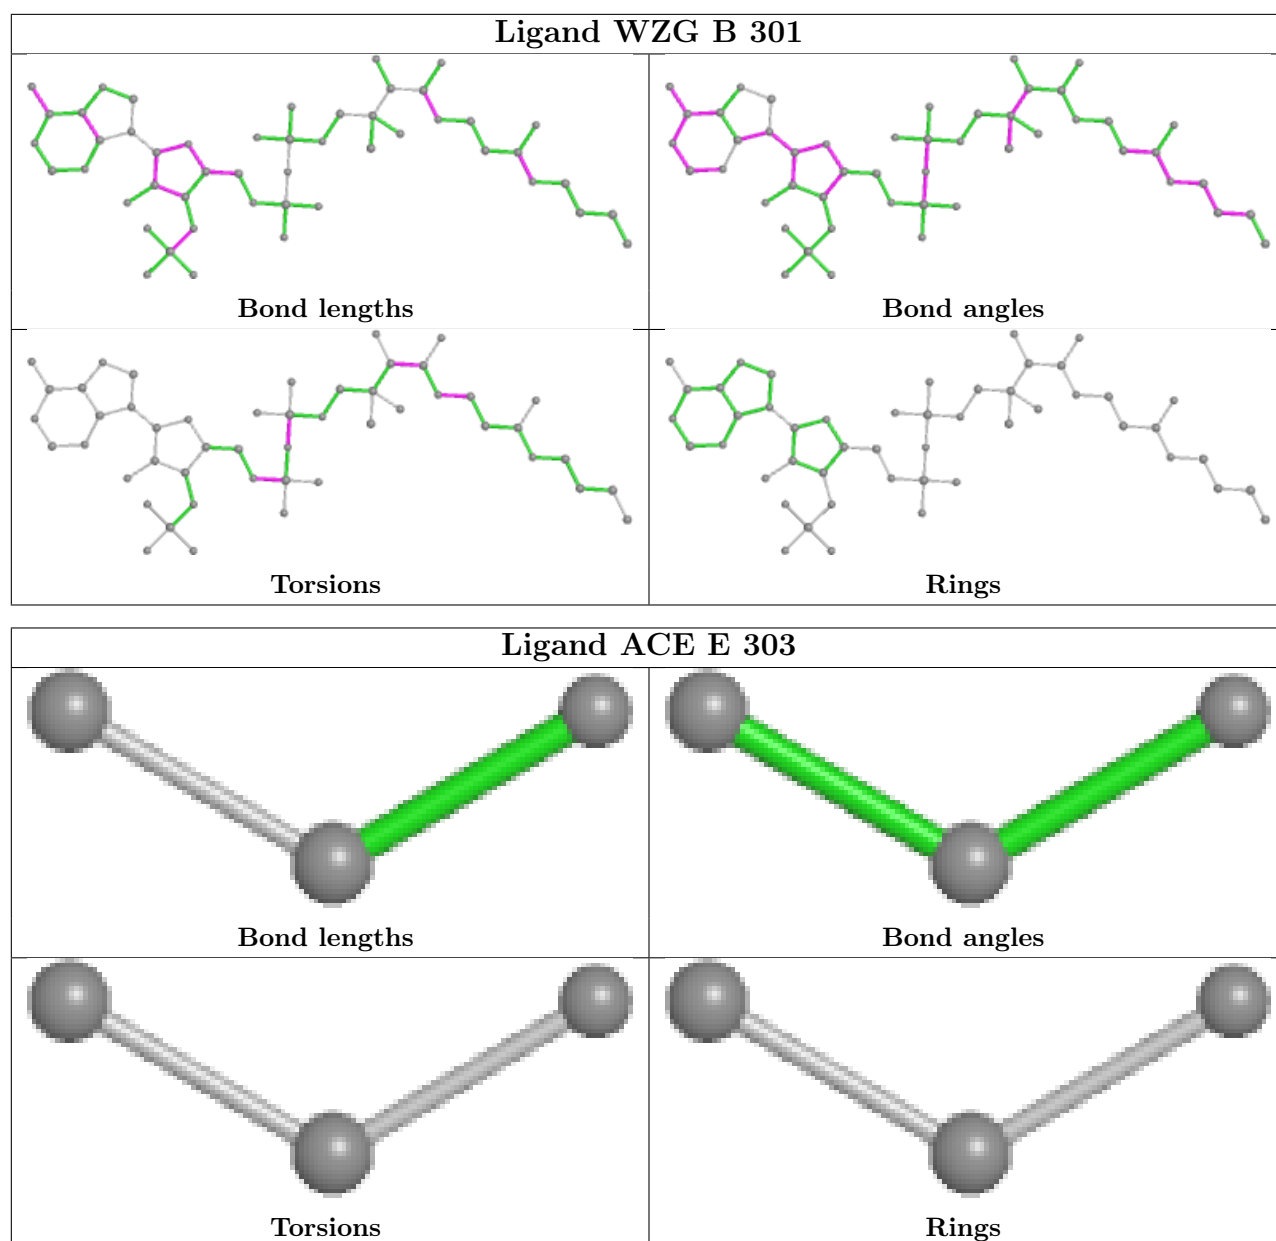 Ligand WZG B 301
Bond lengths
Bond angles
Torsions
Rings
Ligand ACE E 303
Bond lengths
Bond angles
Torsions
Rings